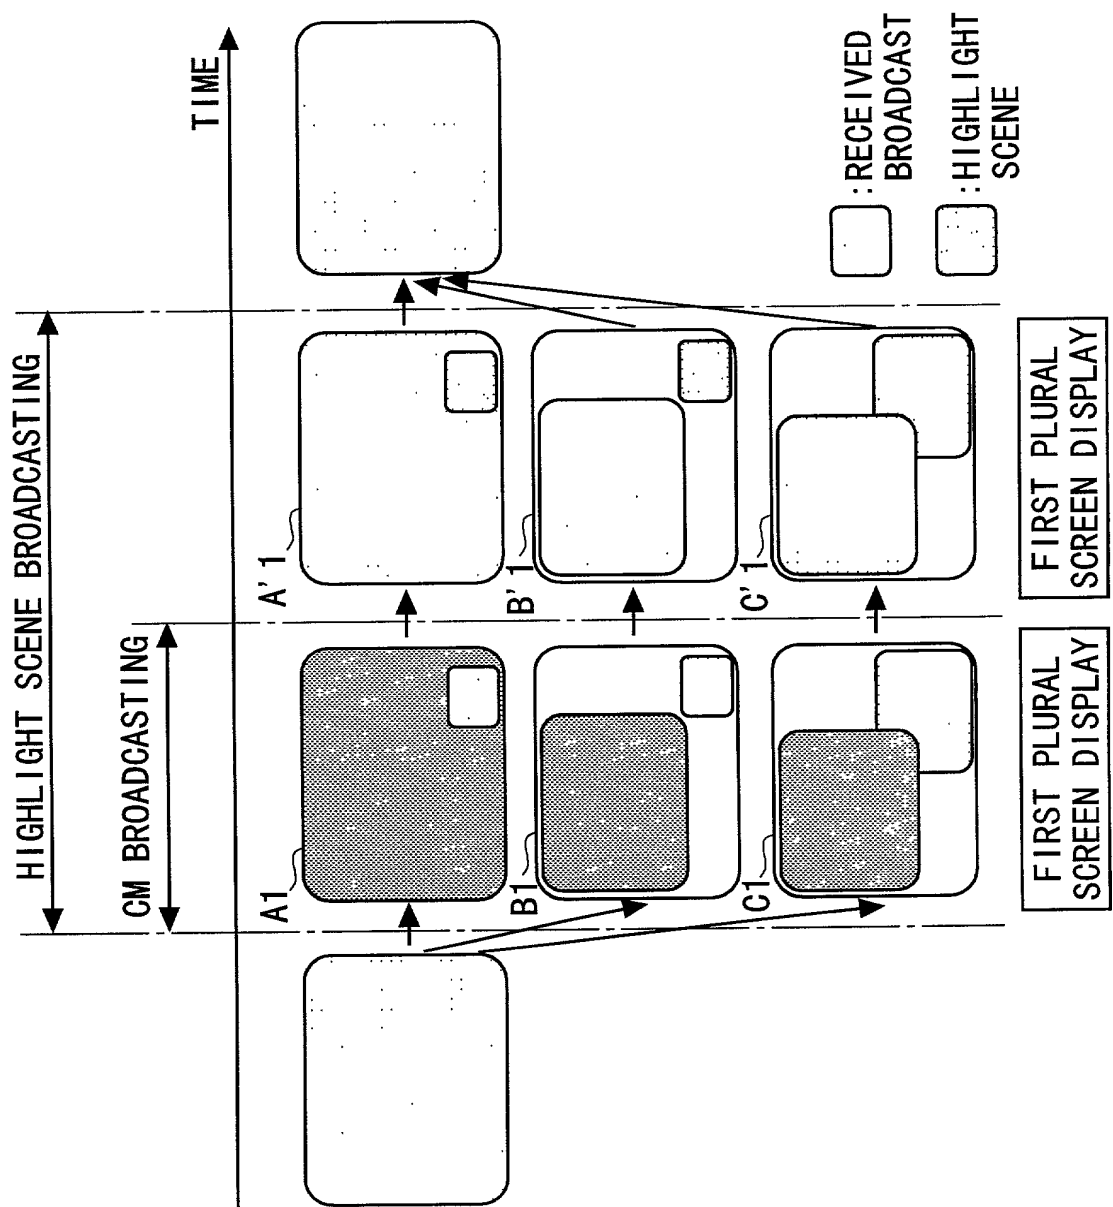 TIME
HIGHLIGHT SCENE BROADCASTING
CM BROADCASTING
A1
A'1
B1
B'1
C1
C'1
FIRST PLURAL
SCREEN DISPLAY
FIRST PLURAL
SCREEN DISPLAY
:RECEIVED
BROADCAST
:HIGHLIGHT
SCENE